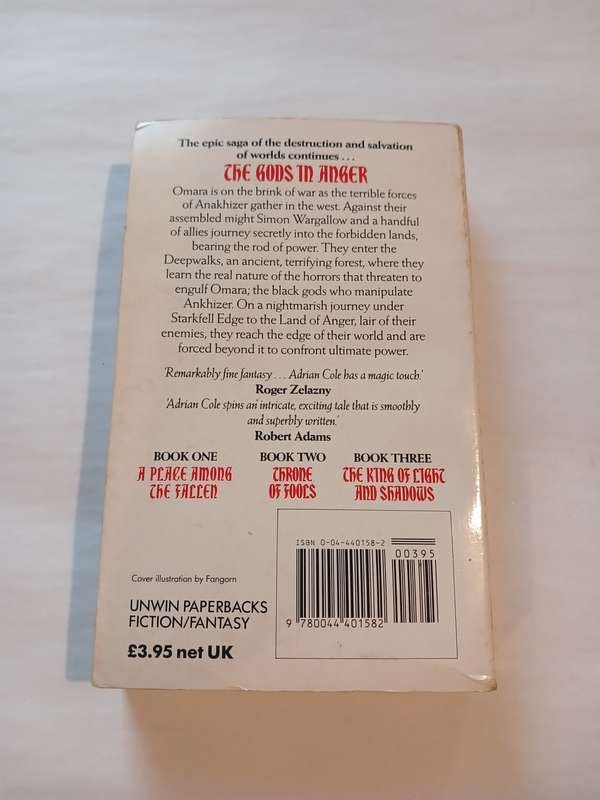 The epic saga of the destruction and salvation
of worlds continues . . .
THE GODS IN ANGER
Omara is on the brink of war as the terrible forces
of Anakhizer gather in the west. Against their
assembled might Simon Wargallow and a handful
of allies journey secretly into the forbidden lands,
bearing the rod of power. They enter the
Deepwalks, an ancient, terrifying forest, where they
learn the real nature of the horrors that threaten to
engulf Omara; the black gods who manipulate
Ankhizer. On a nightmarish journey under
Starkfell Edge to the Land of Anger, lair of their
enemies, they reach the edge of their world and are
forced beyond it to confront ultimate power.
'Remarkably fine fantasy . . . Adrian Cole has a magic touch.'
Roger Zelazny
'Adrian Cole spins an intricate, exciting tale that is smoothly
and superbly written.'
Robert Adams
BOOK ONE
A PLACE AMONG
THE FALLEN
BOOK TWO
THRONE
OF FOOLS
BOOK THREE
THE KING OF LIGHT
AND SHADOWS
ISBN 0-04-440158-2
00395
9 780044 401582
Cover illustration by Fangorn
UNWIN PAPERBACKS
FICTION/FANTASY
£3.95 net UK